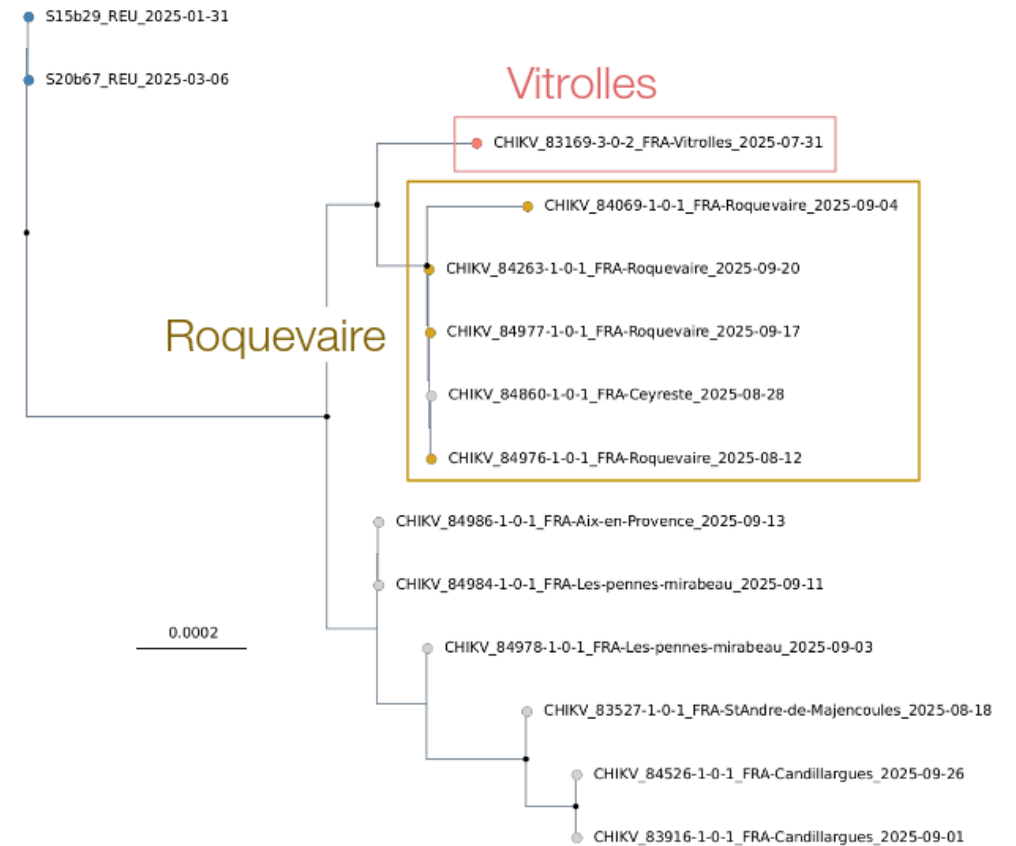 S15b29_REU_2025-01-31
S20b67_REU_2025-03-06
Vitrolles
CHIKV_83169-3-0-2_FRA-Vitrolles_2025-07-31
CHIKV_84069-1-0-1_FRA-Roquevaire_2025-09-04
CHIKV_84263-1-0-1_FRA-Roquevaire_2025-09-20
Roquevaire
CHIKV_84977-1-0-1_FRA-Roquevaire_2025-09-17
CHIKV_84860-1-0-1_FRA-Ceyreste_2025-08-28
CHIKV_84976-1-0-1_FRA-Roquevaire_2025-08-12
CHIKV_84986-1-0-1_FRA-Aix-en-Provence_2025-09-13
CHIKV_84984-1-0-1_FRA-Les-pennes-mirabeau_2025-09-11
0.0002
CHIKV_84978-1-0-1_FRA-Les-pennes-mirabeau_2025-09-03
CHIKV_83527-1-0-1_FRA-StAndre-de-Majencoules_2025-08-18
CHIKV_84526-1-0-1_FRA-Candillargues_2025-09-26
CHIKV_83916-1-0-1_FRA-Candillargues_2025-09-01